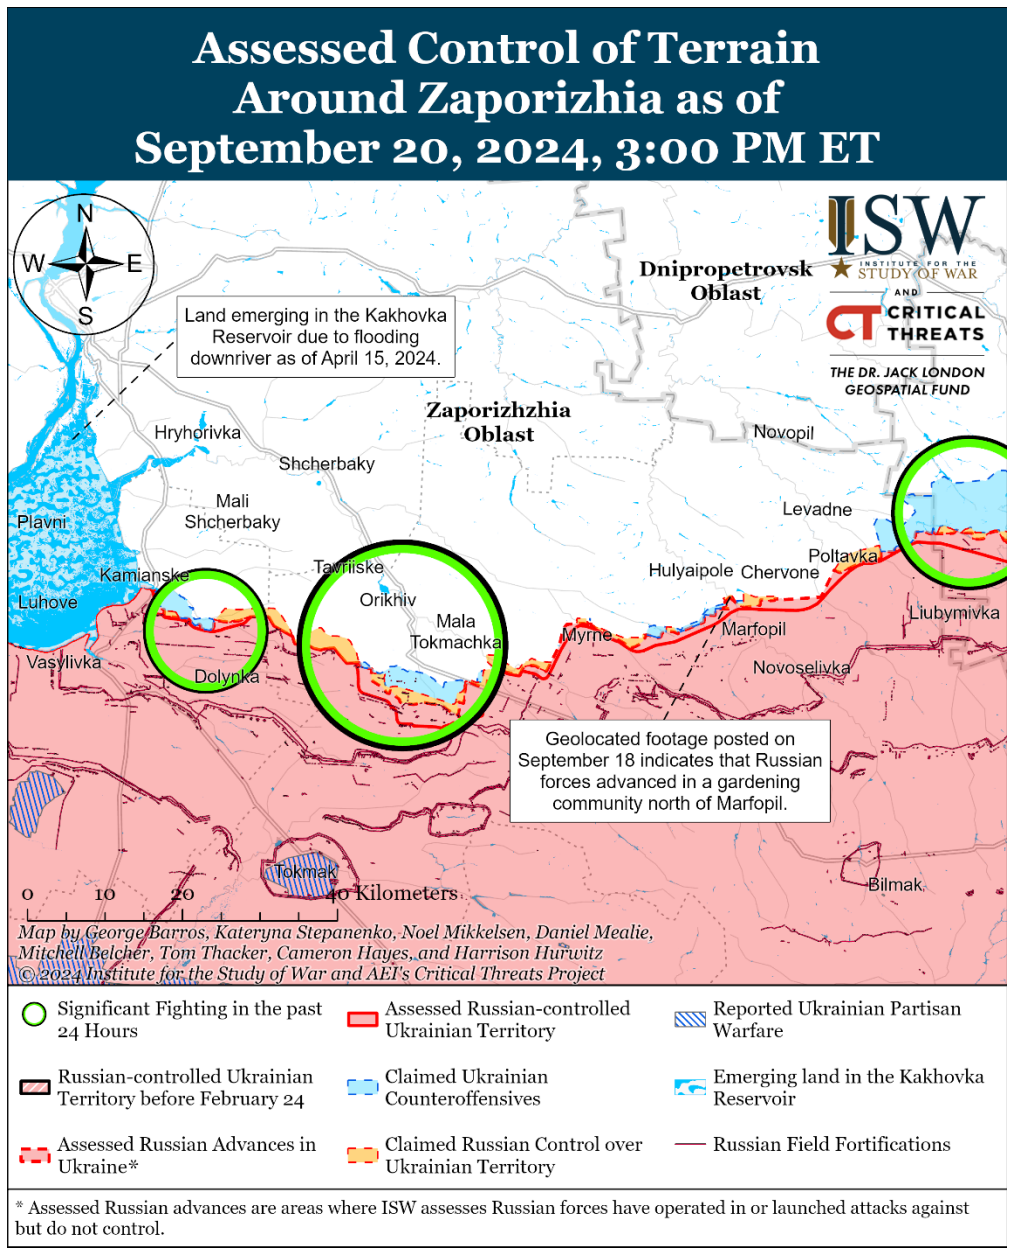 Assessed Control of Terrain
Around Zaporizhia as of
September 20, 2024, 3:00 PM ET
N
W
E
S
ISW
INSTITUTE FOR THE
STUDY OF WAR
AND
CT CRITICAL
THREATS
THE DR. JACK LONDON
GEOSPATIAL FUND
Dnipropetrovsk
Oblast
Land emerging in the Kakhovka
Reservoir due to flooding
downriver as of April 15, 2024.
Zaporizhzhia
Oblast
Hryhorivka
Novopil
Shcherbaky
Mali
Shcherbaky
Levadne
Plavni
Poltavka
Tavriiske
Hulyaipole
Chervone
Kamianske
Orikhiv
Luhove
Liubymivka
Mala
Tokmachka
Myrne
Marfopil
Vasylivka
Dolynka
Novoselivka
Geolocated footage posted on
September 18 indicates that Russian
forces advanced in a gardening
community north of Marfopil.
Tokmak
Bilmak
0 10 20 40 Kilometers
Map by George Barros, Kateryna Stepanenko, Noel Mikkelsen, Daniel Mealie,
Mitchell Belcher, Tom Thacker, Cameron Hayes, and Harrison Hurwitz
© 2024 Institute for the Study of War and AEI's Critical Threats Project
Significant Fighting in the past
24 Hours
Assessed Russian-controlled
Ukrainian Territory
Reported Ukrainian Partisan
Warfare
Russian-controlled Ukrainian
Territory before February 24
Claimed Ukrainian
Counteroffensives
Emerging land in the Kakhovka
Reservoir
Assessed Russian Advances in
Ukraine*
Claimed Russian Control over
Ukrainian Territory
Russian Field Fortifications
* Assessed Russian advances are areas where ISW assesses Russian forces have operated in or launched attacks against
but do not control.